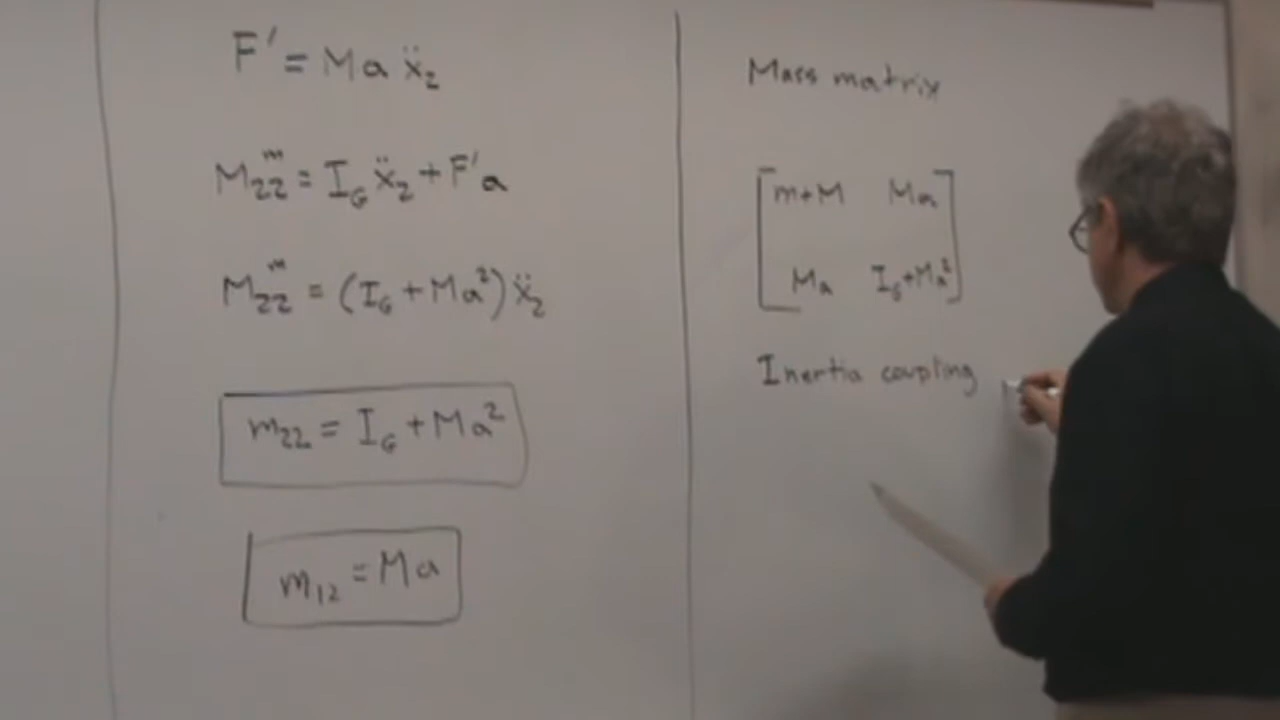 F' = Ma ẍ₂
M₂₂ᵐ = I_G ẍ₂ + F'a
M₂₂ᵐ = (I_G + Ma²) ẍ₂
m₂₂ = I_G + Ma²
m₁₂ = Ma
Mass matrix
[m+M Ma
Ma I_G+Ma²]
Inertia coupling